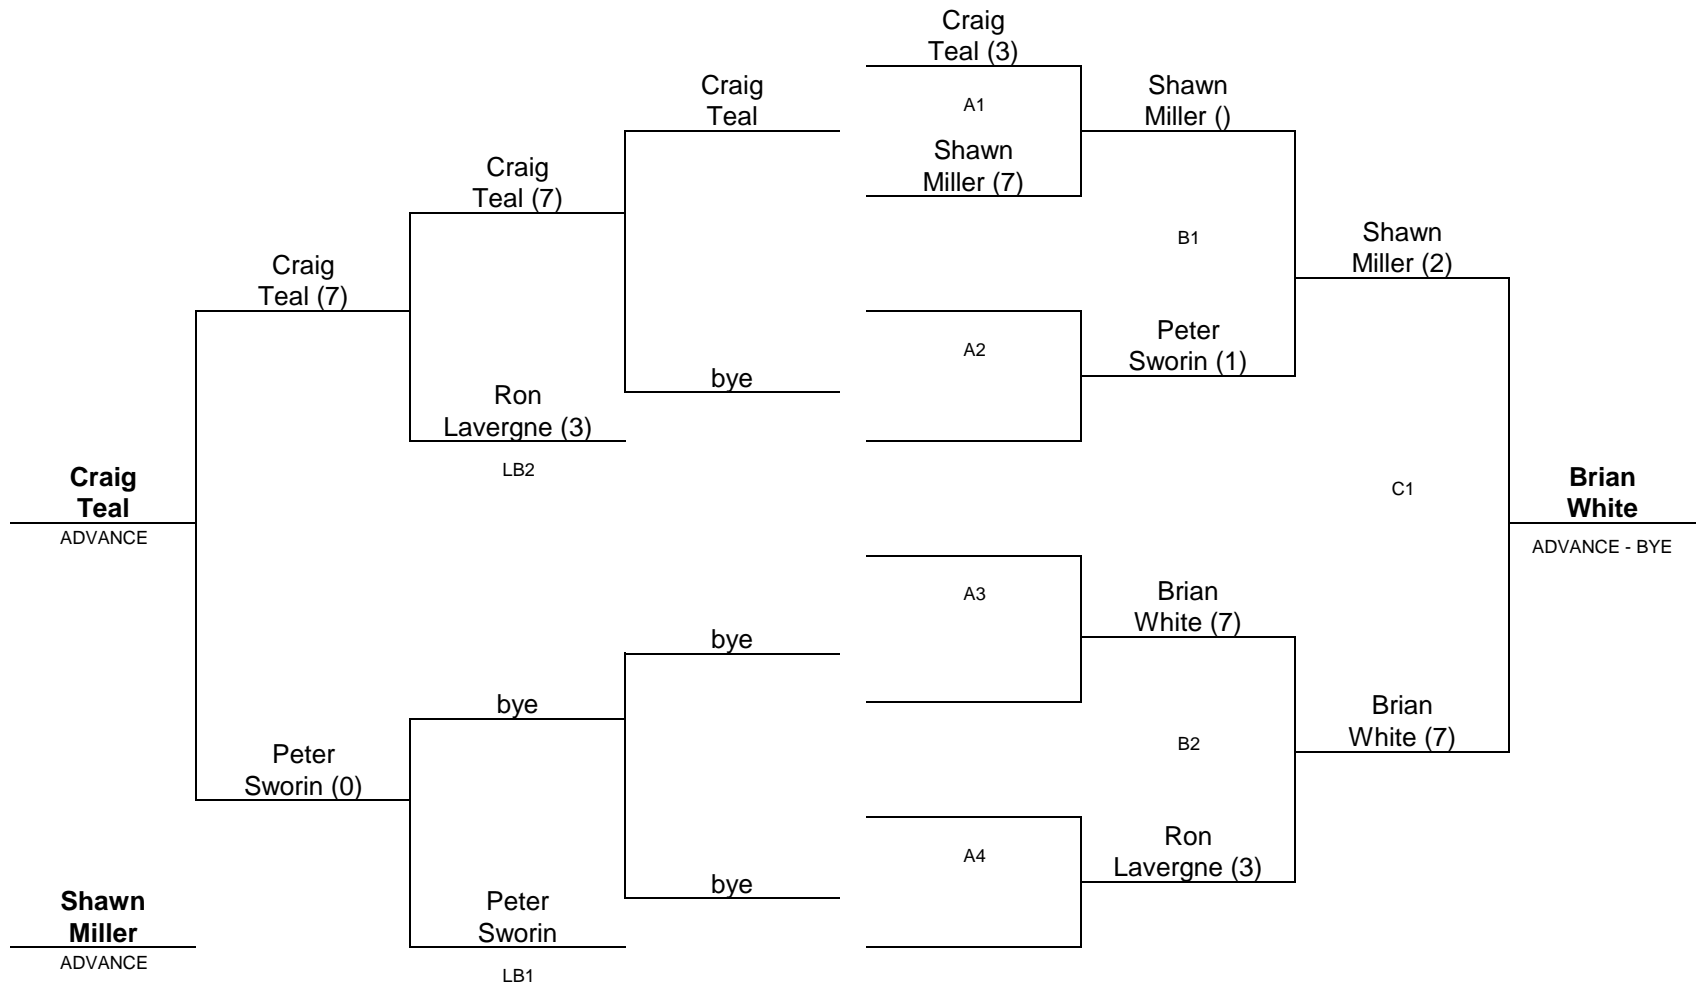 Craig
Teal (3)
Craig
Teal
A1
Shawn
Miller ()
Shawn
Miller (7)
Craig
Teal (7)
B1
Shawn
Miller (2)
Craig
Teal (7)
A2
Peter
Sworin (1)
bye
Ron
Lavergne (3)
LB2
Craig
Teal
ADVANCE
C1
Brian
White
ADVANCE - BYE
A3
Brian
White (7)
bye
bye
Brian
White (7)
Peter
Sworin (0)
B2
A4
Ron
Lavergne (3)
bye
Shawn
Miller
ADVANCE
Peter
Sworin
LB1